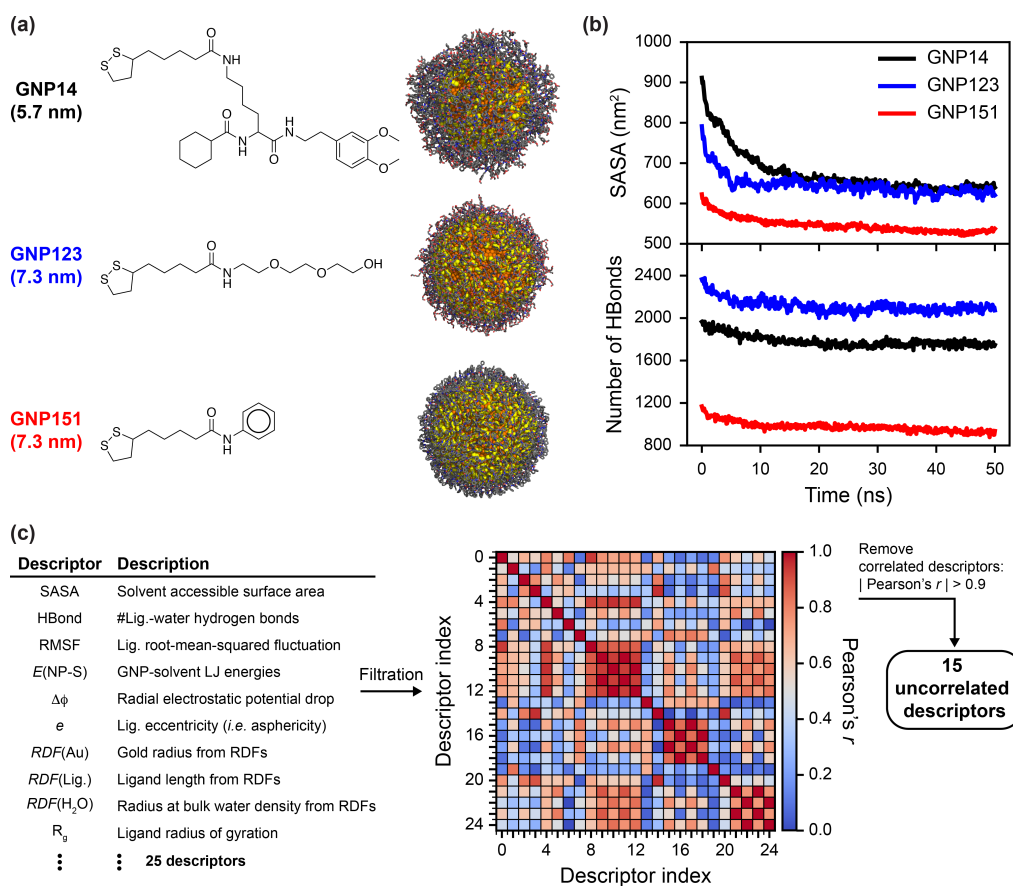 (a)
GNP14
(5.7 nm)
S
S
O
NH
O
N
H
O
H
N
O
O
GNP123
(7.3 nm)
S
S
O
N
H
O
O
OH
GNP151
(7.3 nm)
S
S
O
N
H
(b)
SASA (nm²)
1000
900
800
700
600
500
GNP14
GNP123
GNP151
Number of HBonds
2400
2000
1600
1200
800
0
10
20
30
40
50
Time (ns)
(c)
Descriptor Description
SASA Solvent accessible surface area
HBond #Lig.-water hydrogen bonds
RMSF Lig. root-mean-squared fluctuation
E(NP-S) GNP-solvent LJ energies
Δϕ Radial electrostatic potential drop
e Lig. eccentricity (i.e. asphericity)
RDF(Au) Gold radius from RDFs
RDF(Lig.) Ligand length from RDFs
RDF(H₂O) Radius at bulk water density from RDFs
Rg Ligand radius of gyration
25 descriptors
Filtration
Descriptor index
0
4
8
12
16
20
24
0
4
8
12
16
20
24
Descriptor index
1.0
0.8
0.6
0.4
0.2
0.0
Pearson's r
Remove
correlated descriptors:
| Pearson's r | > 0.9
15
uncorrelated
descriptors